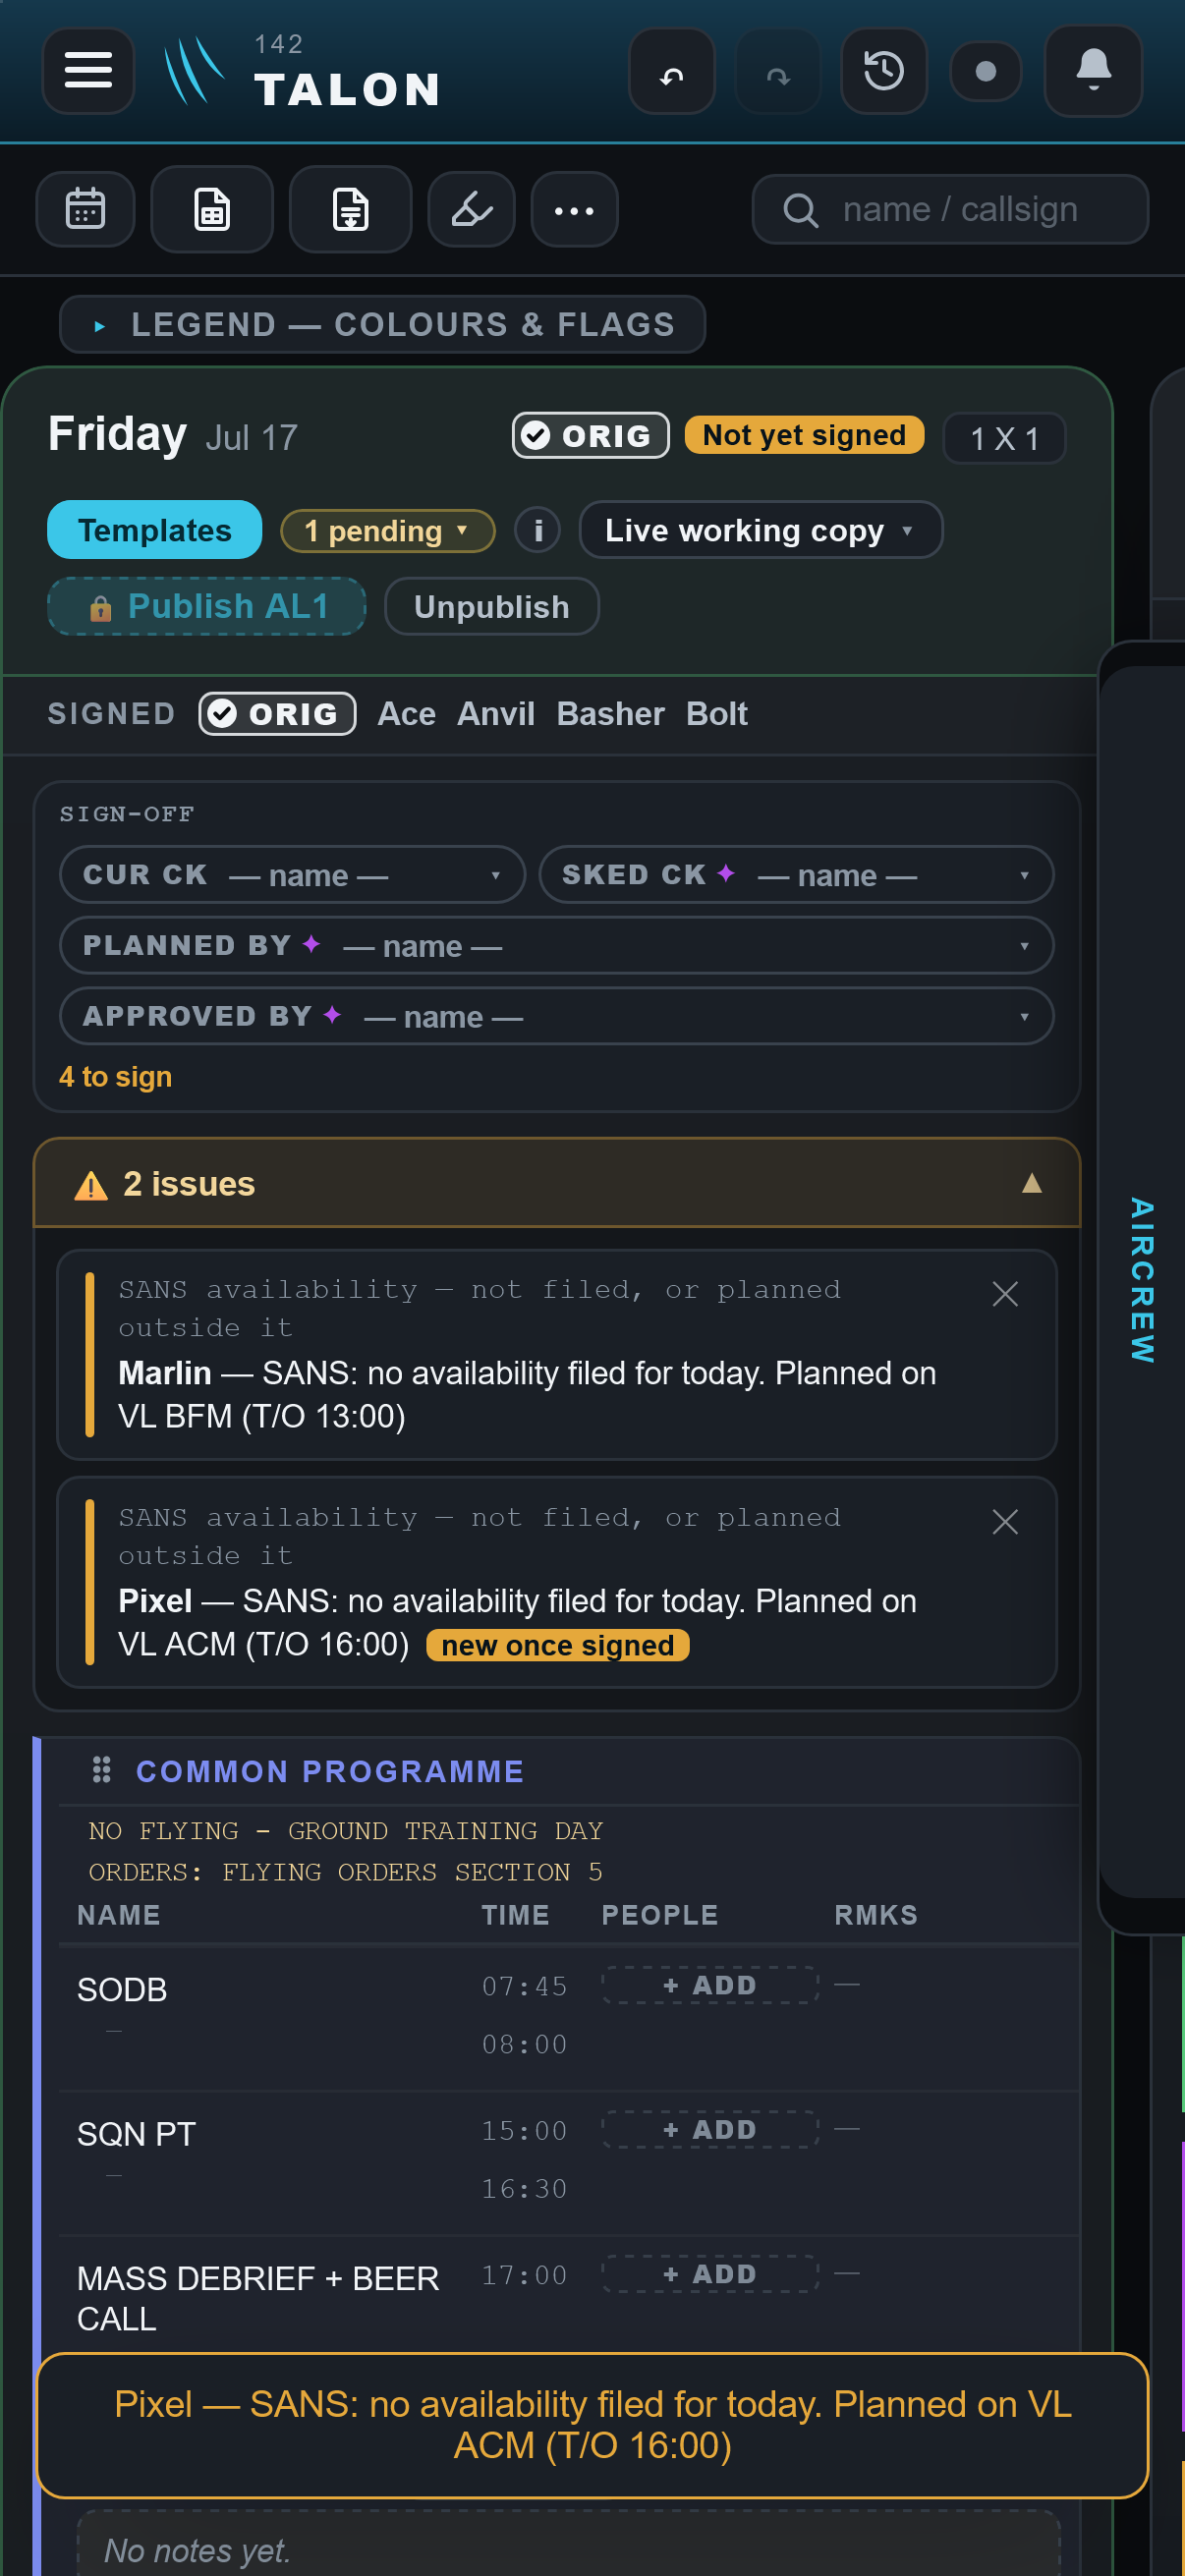 142
TALON
name / callsign
LEGEND — COLOURS & FLAGS
Friday Jul 17 ORIG Not yet signed 1 X 1
Templates 1 pending i Live working copy
Publish AL1 Unpublish
SIGNED ORIG Ace Anvil Basher Bolt
SIGN-OFF
CUR CK — name — SKED CK — name —
PLANNED BY — name —
APPROVED BY — name —
4 to sign
2 issues
SANS availability — not filed, or planned
outside it
Marlin — SANS: no availability filed for today. Planned on
VL BFM (T/O 13:00)
SANS availability — not filed, or planned
outside it
Pixel — SANS: no availability filed for today. Planned on
VL ACM (T/O 16:00) new once signed
AIRCREW
COMMON PROGRAMME
NO FLYING - GROUND TRAINING DAY
ORDERS: FLYING ORDERS SECTION 5
NAME TIME PEOPLE RMKS
SODB 07:45 + ADD —
— 08:00
SQN PT 15:00 + ADD —
— 16:30
MASS DEBRIEF + BEER 17:00 + ADD —
CALL
Pixel — SANS: no availability filed for today. Planned on VL
ACM (T/O 16:00)
No notes yet.